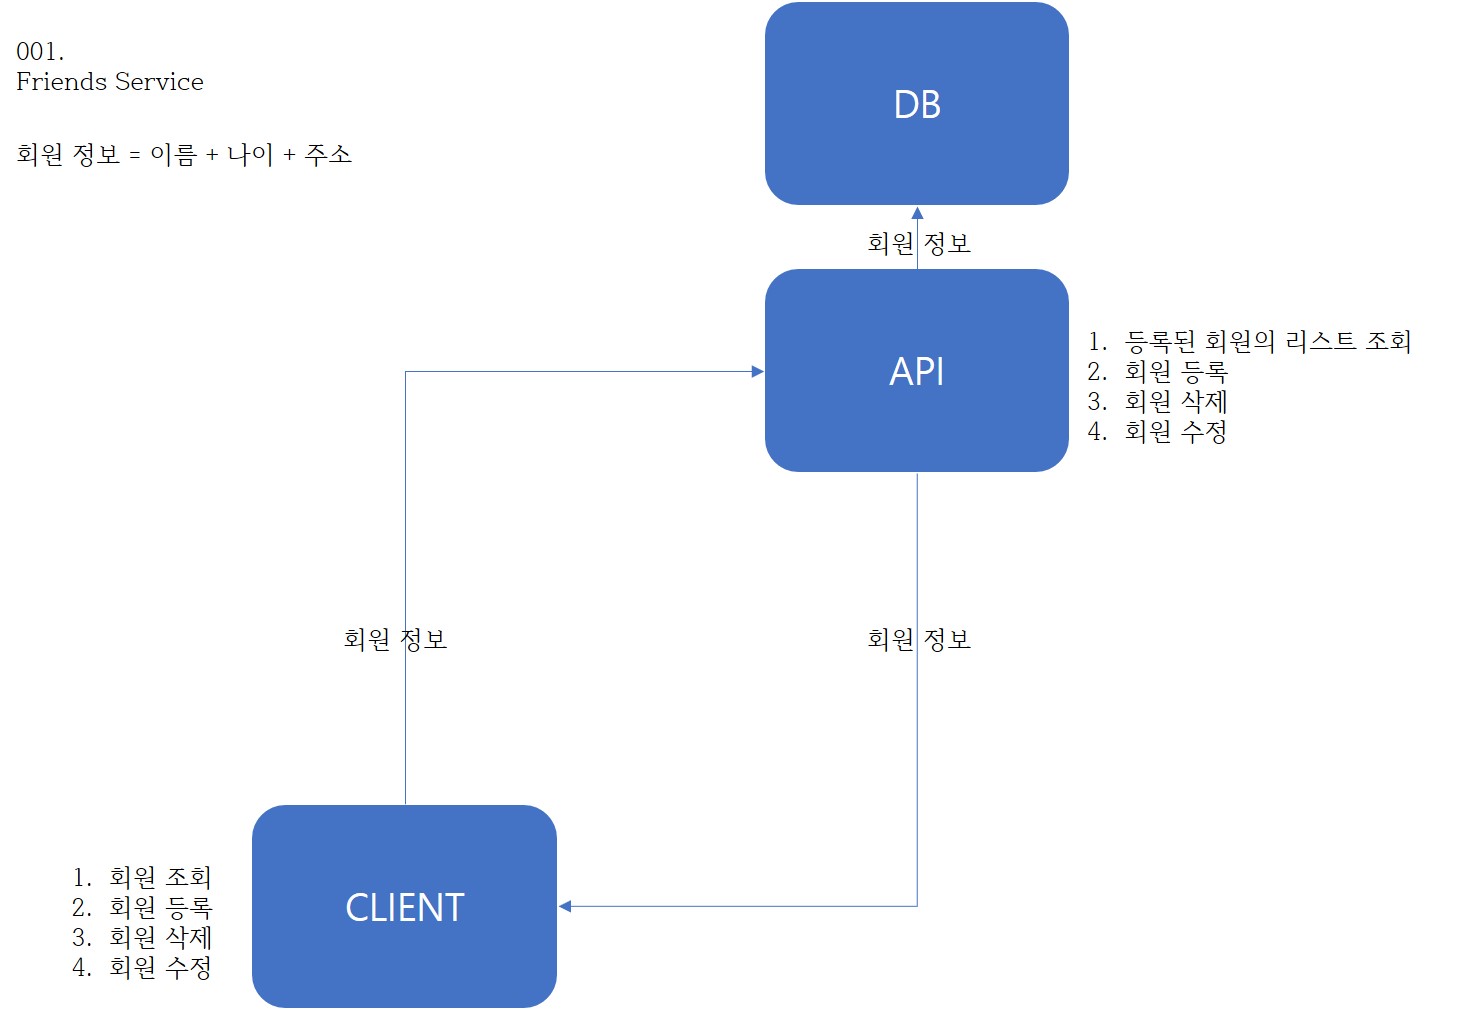 001.
Friends Service
회원 정보 = 이름 + 나이 + 주소
DB
회원 정보
API
1. 등록된 회원의 리스트 조회
2. 회원 등록
3. 회원 삭제
4. 회원 수정
회원 정보
회원 정보
CLIENT
1. 회원 조회
2. 회원 등록
3. 회원 삭제
4. 회원 수정